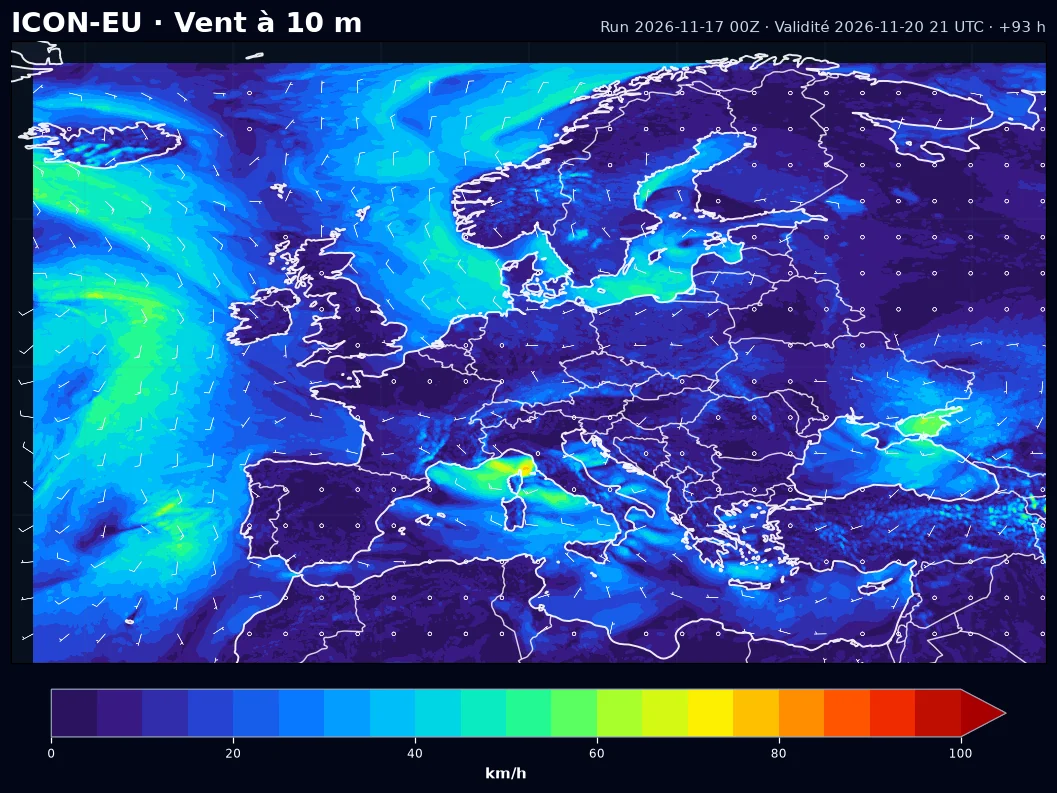 ICON-EU · Vent à 10 m
Run 2026-11-17 00Z · Validité 2026-11-20 21 UTC · +93 h
0 20 40 60 80 100
km/h